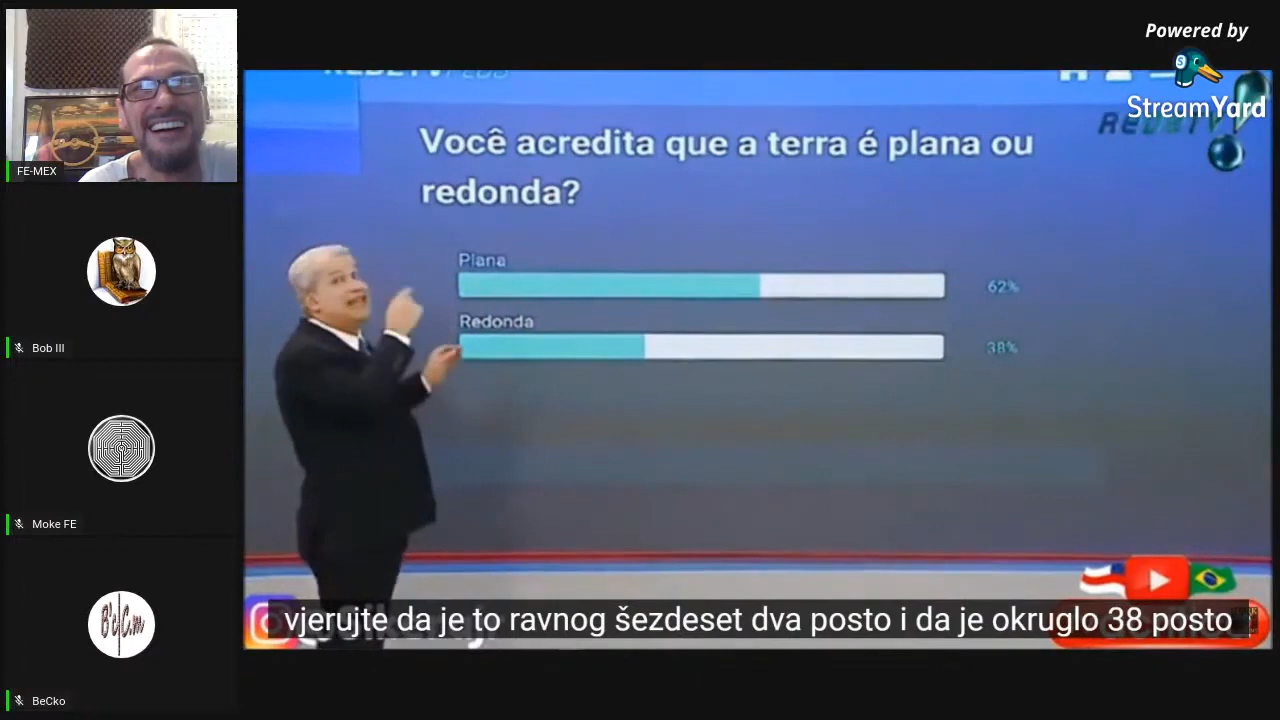 FE-MEX
Bob III
Moke FE
BeCko
Powered by
StreamYard
Você acredita que a terra é plana ou
redonda?
Plana
62%
Redonda
38%
vjerujte da je to ravnog šezdeset dva posto i da je okruglo 38 posto